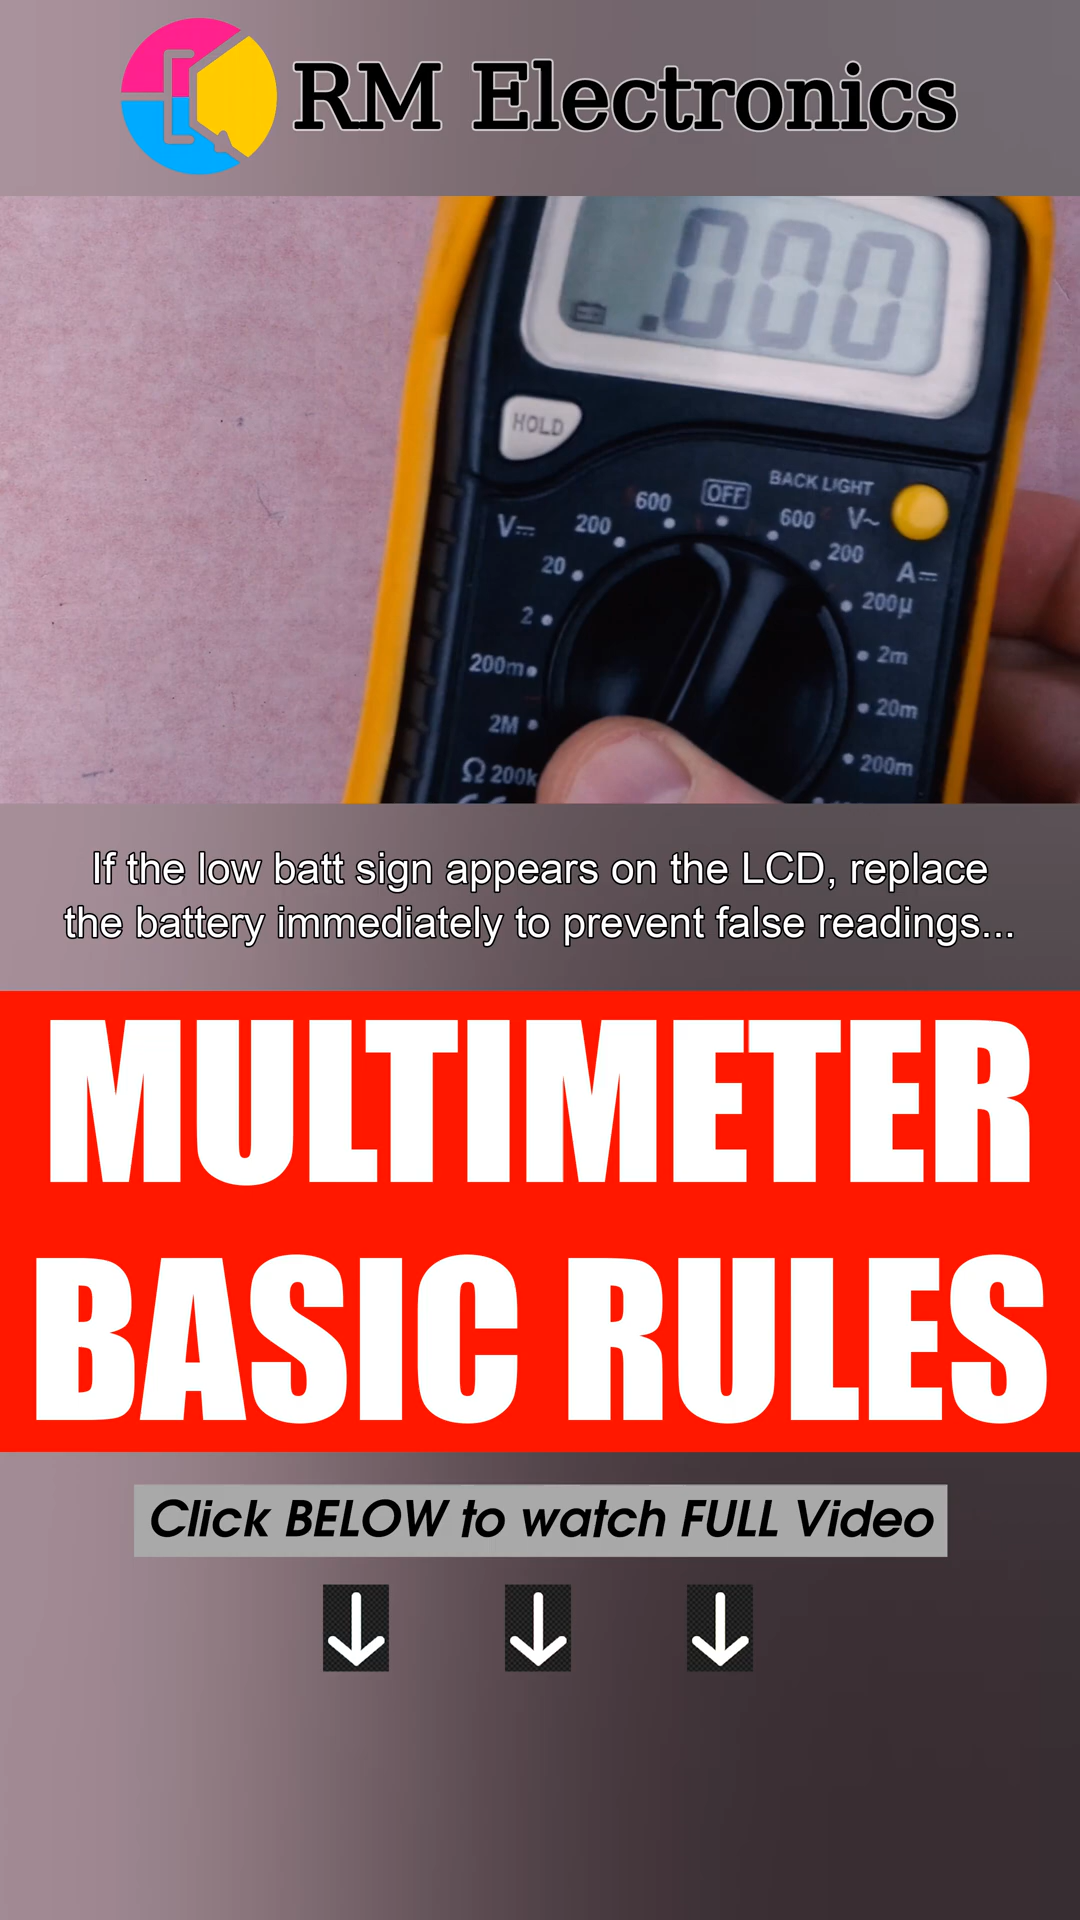 RM Electronics
.000
HOLD
BACK LIGHT
OFF
600
600
V~
V⎓
200
200
A⎓
20
200µ
2
2m
200m
20m
2M
200m
Ω 200k
If the low batt sign appears on the LCD, replace
the battery immediately to prevent false readings...
MULTIMETER
BASIC RULES
Click BELOW to watch FULL Video